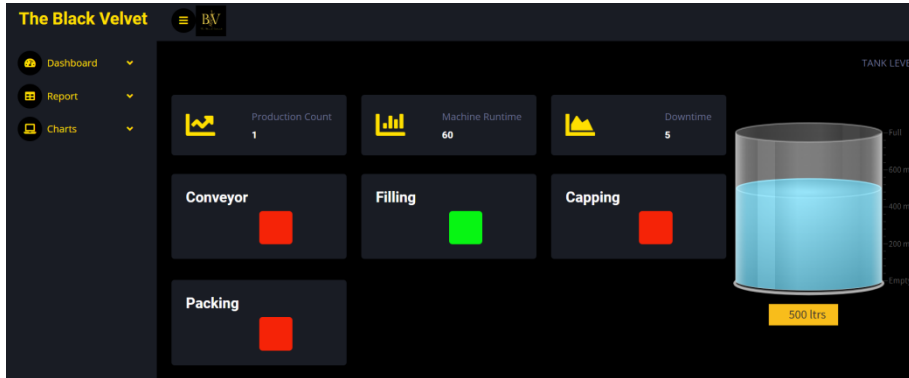 The Black Velvet
BV
Dashboard
Report
Charts
TANK LEVE
Production Count
1
Machine Runtime
60
Downtime
5
Conveyor
Filling
Capping
Packing
Full
600 m
400 m
200 m
Empty
500 ltrs